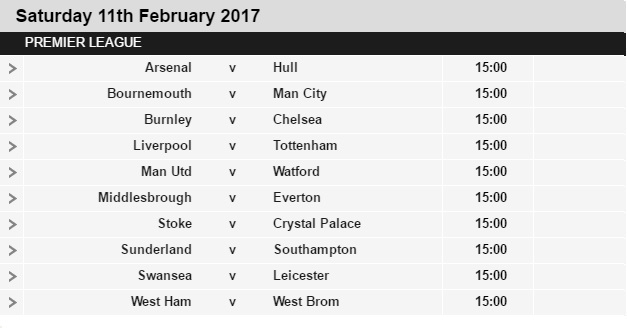 Saturday 11th February 2017
PREMIER LEAGUE
> Arsenal v Hull 15:00
> Bournemouth v Man City 15:00
> Burnley v Chelsea 15:00
> Liverpool v Tottenham 15:00
> Man Utd v Watford 15:00
> Middlesbrough v Everton 15:00
> Stoke v Crystal Palace 15:00
> Sunderland v Southampton 15:00
> Swansea v Leicester 15:00
> West Ham v West Brom 15:00